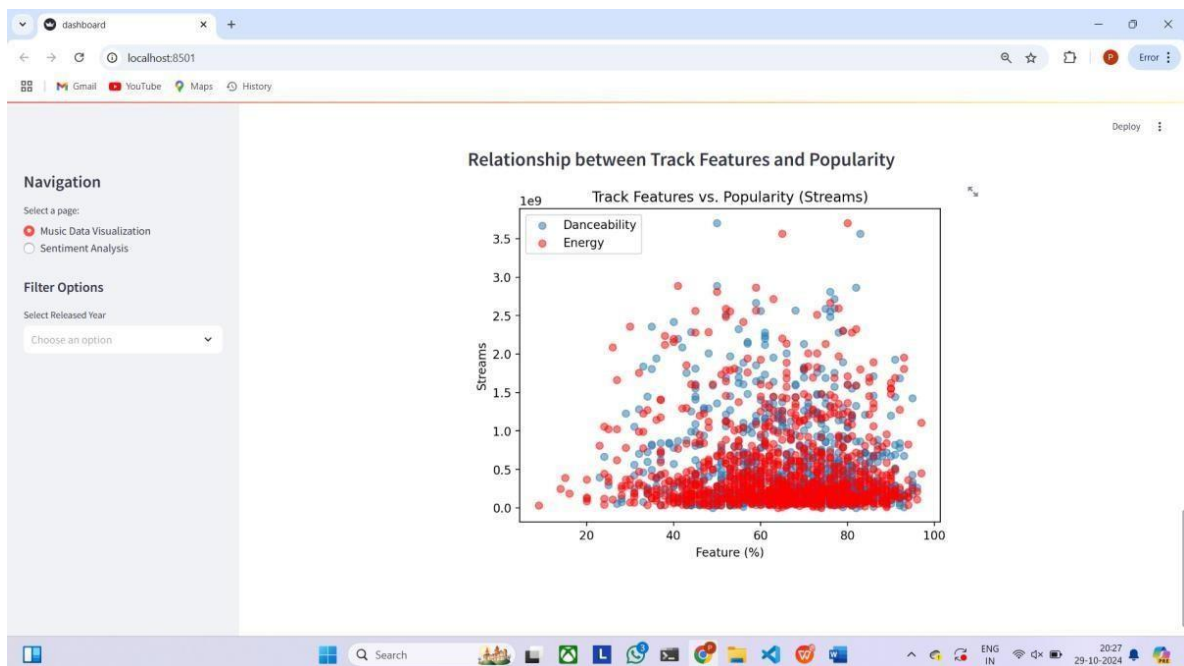 dashboard
localhost:8501
P
Error
Gmail
YouTube
Maps
History
Deploy
Navigation
Select a page:
Music Data Visualization
Sentiment Analysis
Filter Options
Select Released Year
Choose an option
Relationship between Track Features and Popularity
Track Features vs. Popularity (Streams)
1e9
Danceability
Energy
3.5
3.0
2.5
2.0
1.5
1.0
0.5
0.0
Streams
20 40 60 80 100
Feature (%)
Search
L
3
ENG
IN
20:27
29-10-2024